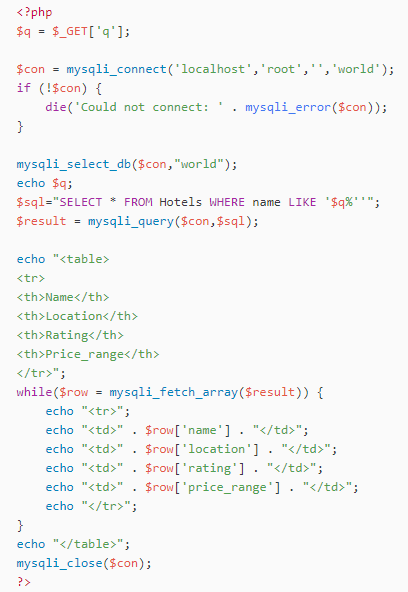 <?php
$q = $_GET['q'];

$con = mysqli_connect('localhost','root','','world');
if (!$con) {
    die('Could not connect: ' . mysqli_error($con));
}

mysqli_select_db($con,"world");
echo $q;
$sql="SELECT * FROM Hotels WHERE name LIKE '$q%''";
$result = mysqli_query($con,$sql);

echo "<table>
<tr>
<th>Name</th>
<th>Location</th>
<th>Rating</th>
<th>Price_range</th>
</tr>";
while($row = mysqli_fetch_array($result)) {
    echo "<tr>";
    echo "<td>" . $row['name'] . "</td>";
    echo "<td>" . $row['location'] . "</td>";
    echo "<td>" . $row['rating'] . "</td>";
    echo "<td>" . $row['price_range'] . "</td>";
    echo "</tr>";
}
echo "</table>";
mysqli_close($con);
?>